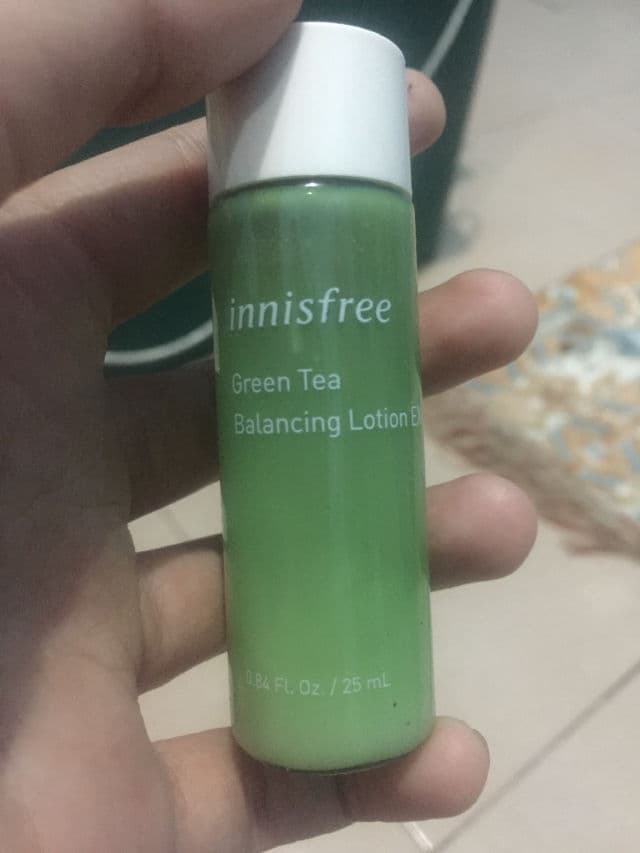 innisfree
Green Tea
Balancing Lotion
0.84 Fl. Oz. / 25 mL